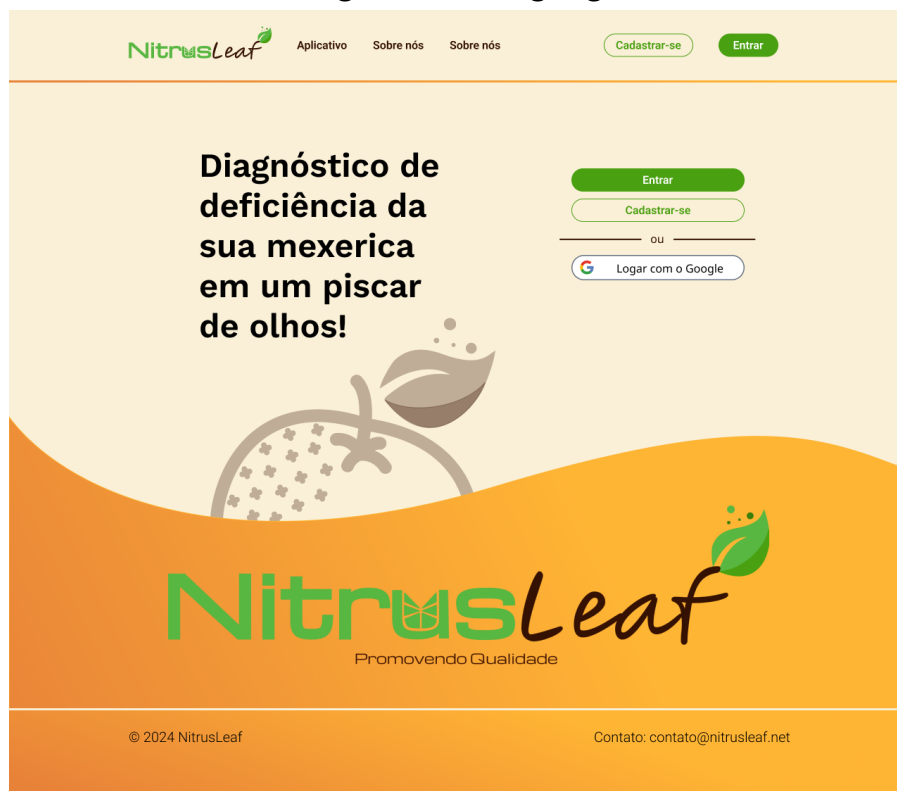 NitrusLeaf Aplicativo Sobre nós Sobre nós Cadastrar-se Entrar
Diagnóstico de
deficiência da
sua mexerica
em um piscar
de olhos!
Entrar
Cadastrar-se
ou
Logar com o Google
NitrusLeaf
Promovendo Qualidade
© 2024 NitrusLeaf Contato: contato@nitrusleaf.net